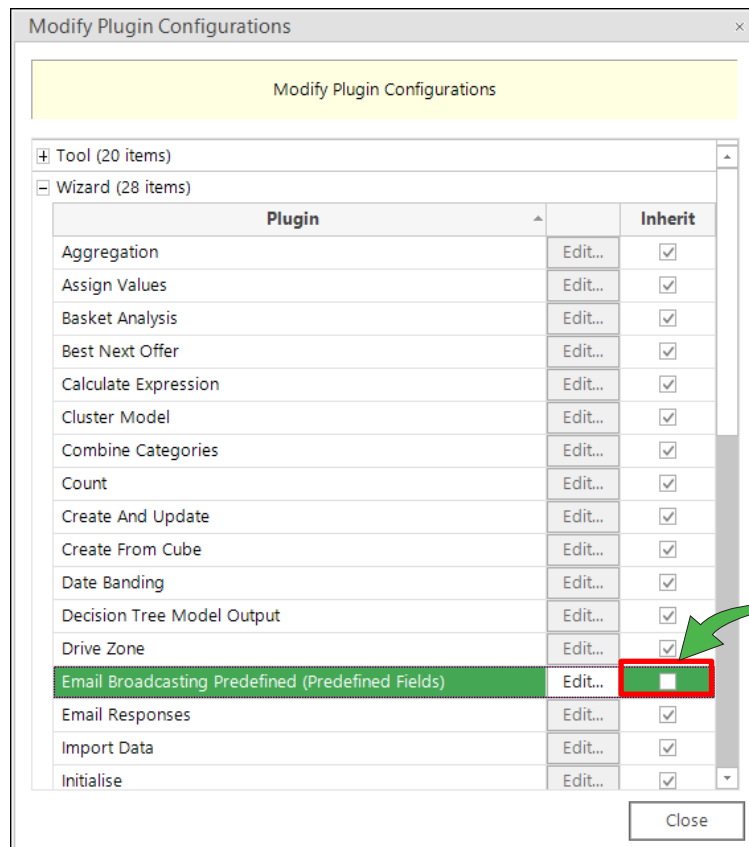 Modify Plugin Configurations
Modify Plugin Configurations
Tool (20 items)
Wizard (28 items)
Plugin Inherit
Aggregation Edit...
Assign Values Edit...
Basket Analysis Edit...
Best Next Offer Edit...
Calculate Expression Edit...
Cluster Model Edit...
Combine Categories Edit...
Count Edit...
Create And Update Edit...
Create From Cube Edit...
Date Banding Edit...
Decision Tree Model Output Edit...
Drive Zone Edit...
Email Broadcasting Predefined (Predefined Fields) Edit...
Email Responses Edit...
Import Data Edit...
Initialise Edit...
Close